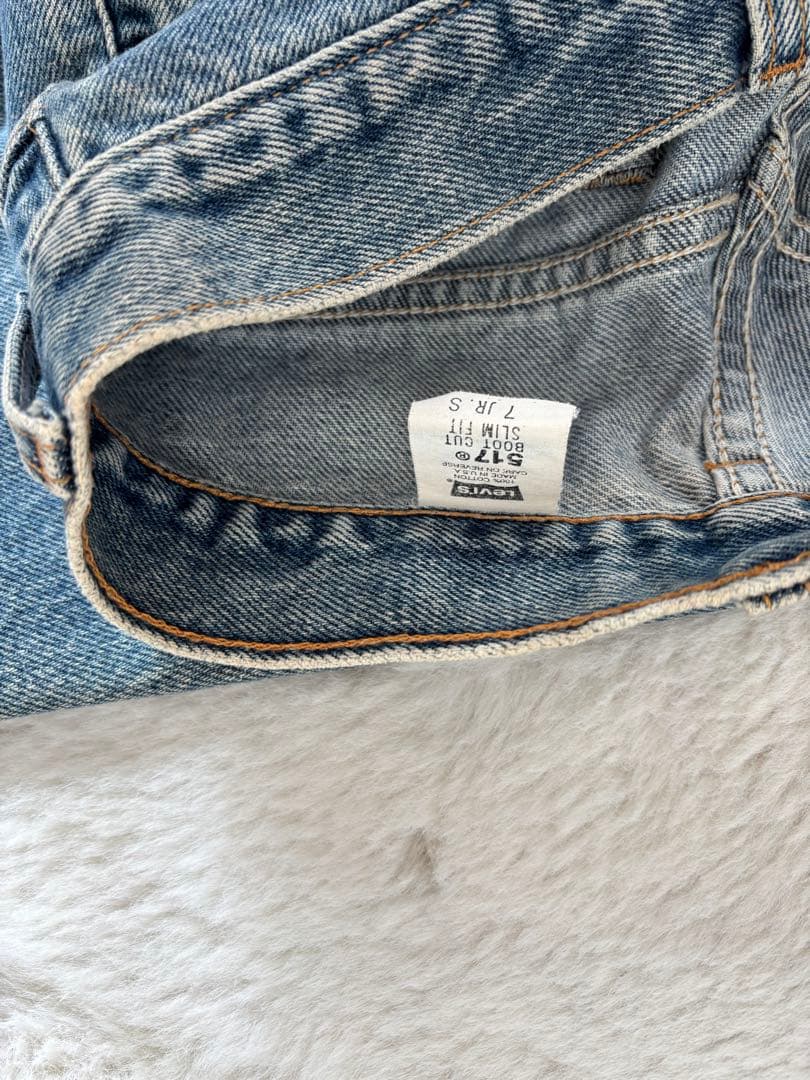 LEVI'S
100% COTTON
MADE IN U.S.A.
CARE ON REVERSE
517®
BOOT CUT
SLIM FIT
7 JR. S